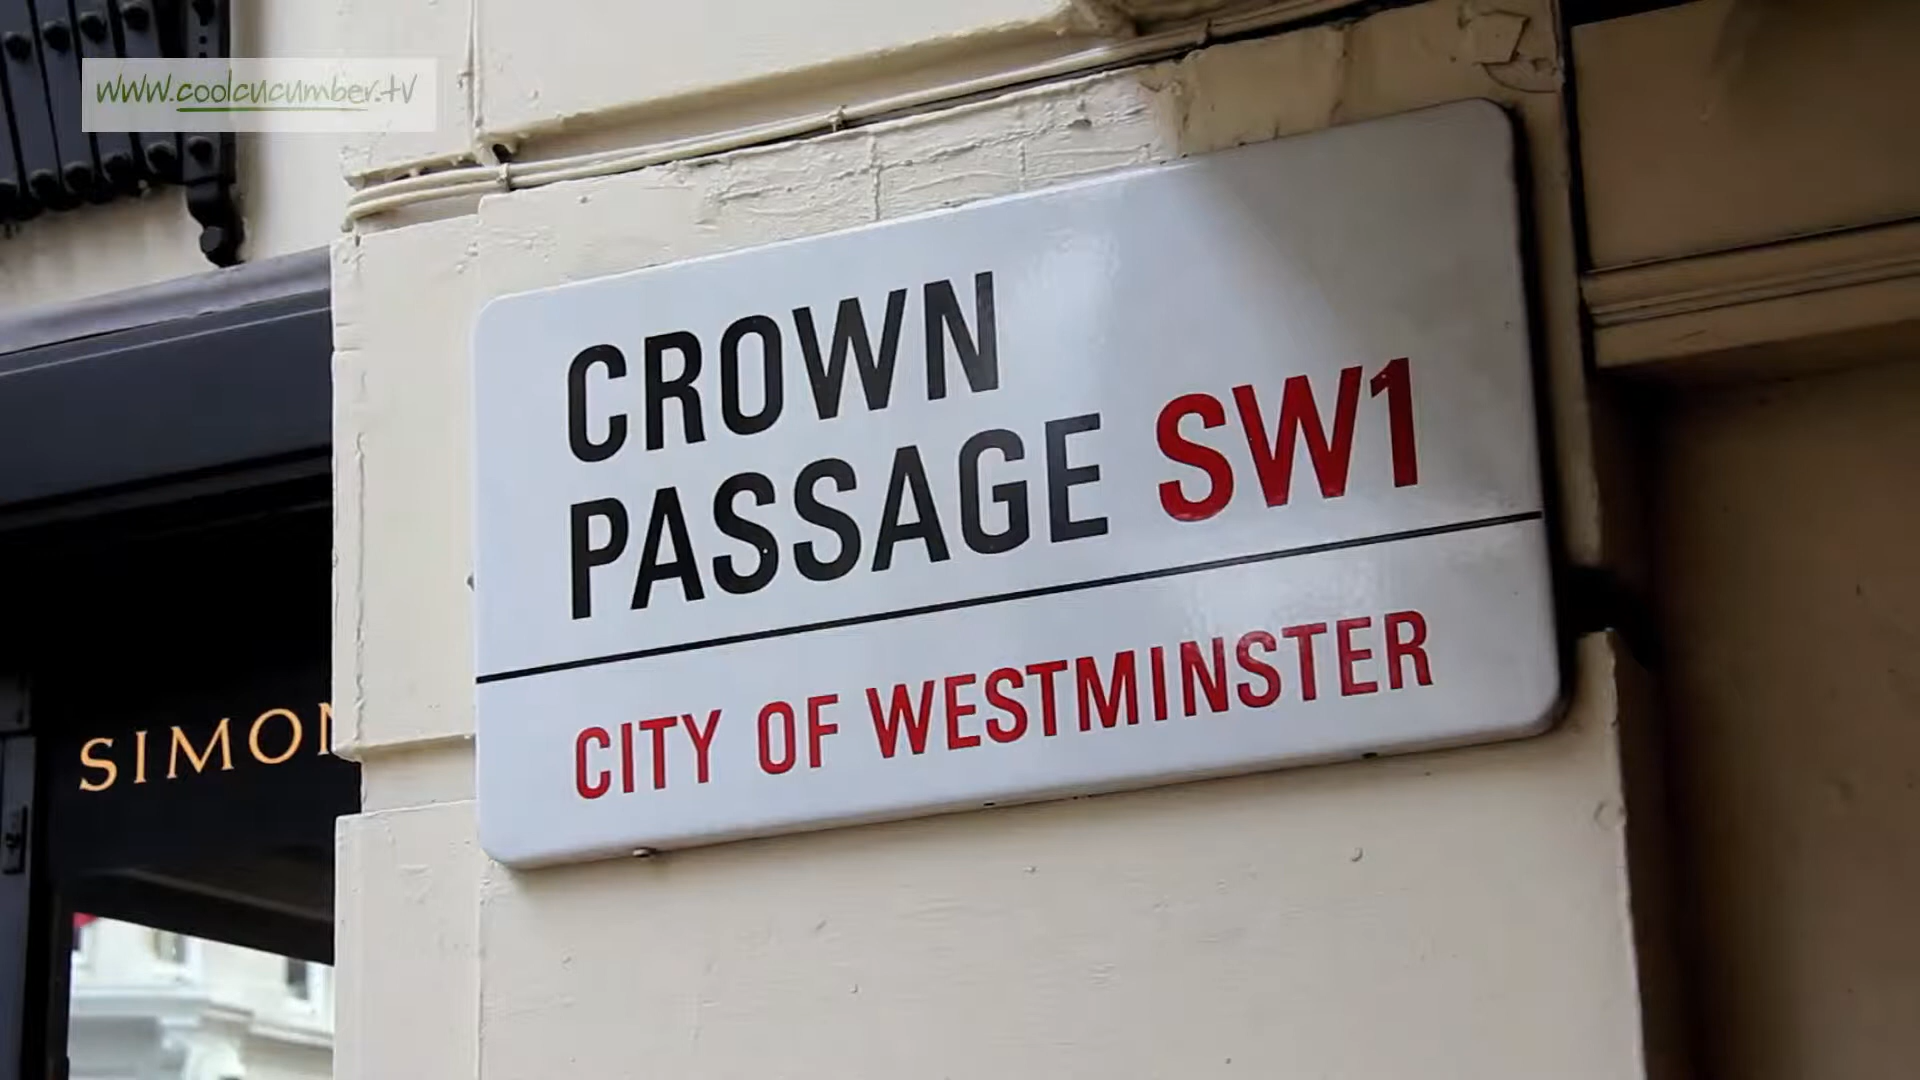 www.coolcucumber.tv
CROWN
PASSAGE SW1
CITY OF WESTMINSTER
SIMON